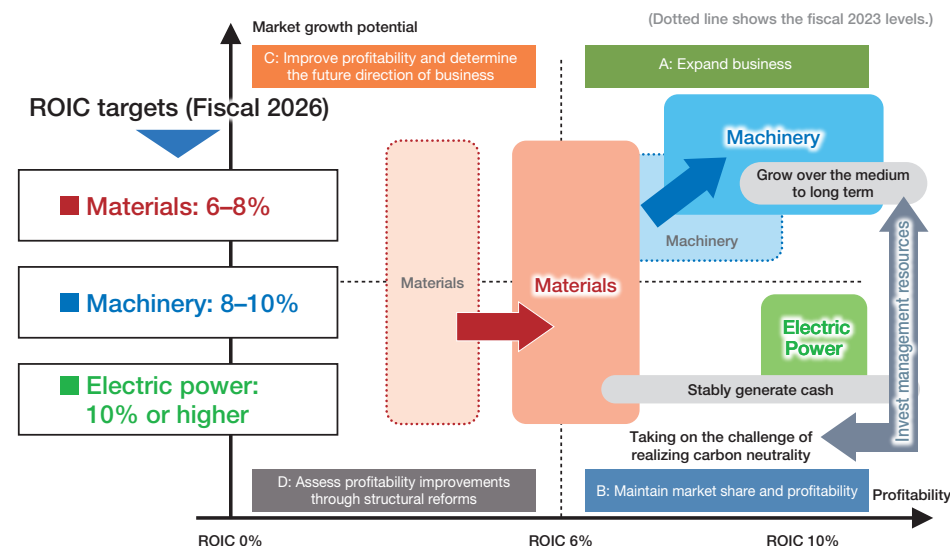 Market growth potential
(Dotted line shows the fiscal 2023 levels.)
C: Improve profitability and determine
the future direction of business
A: Expand business
ROIC targets (Fiscal 2026)
Materials: 6–8%
Machinery: 8–10%
Electric power:
10% or higher
Materials
Materials
Machinery
Machinery
Grow over the medium
to long term
Electric
Power
Stably generate cash
Invest management resources
Taking on the challenge of
realizing carbon neutrality
D: Assess profitability improvements
through structural reforms
B: Maintain market share and profitability
Profitability
ROIC 0%
ROIC 6%
ROIC 10%